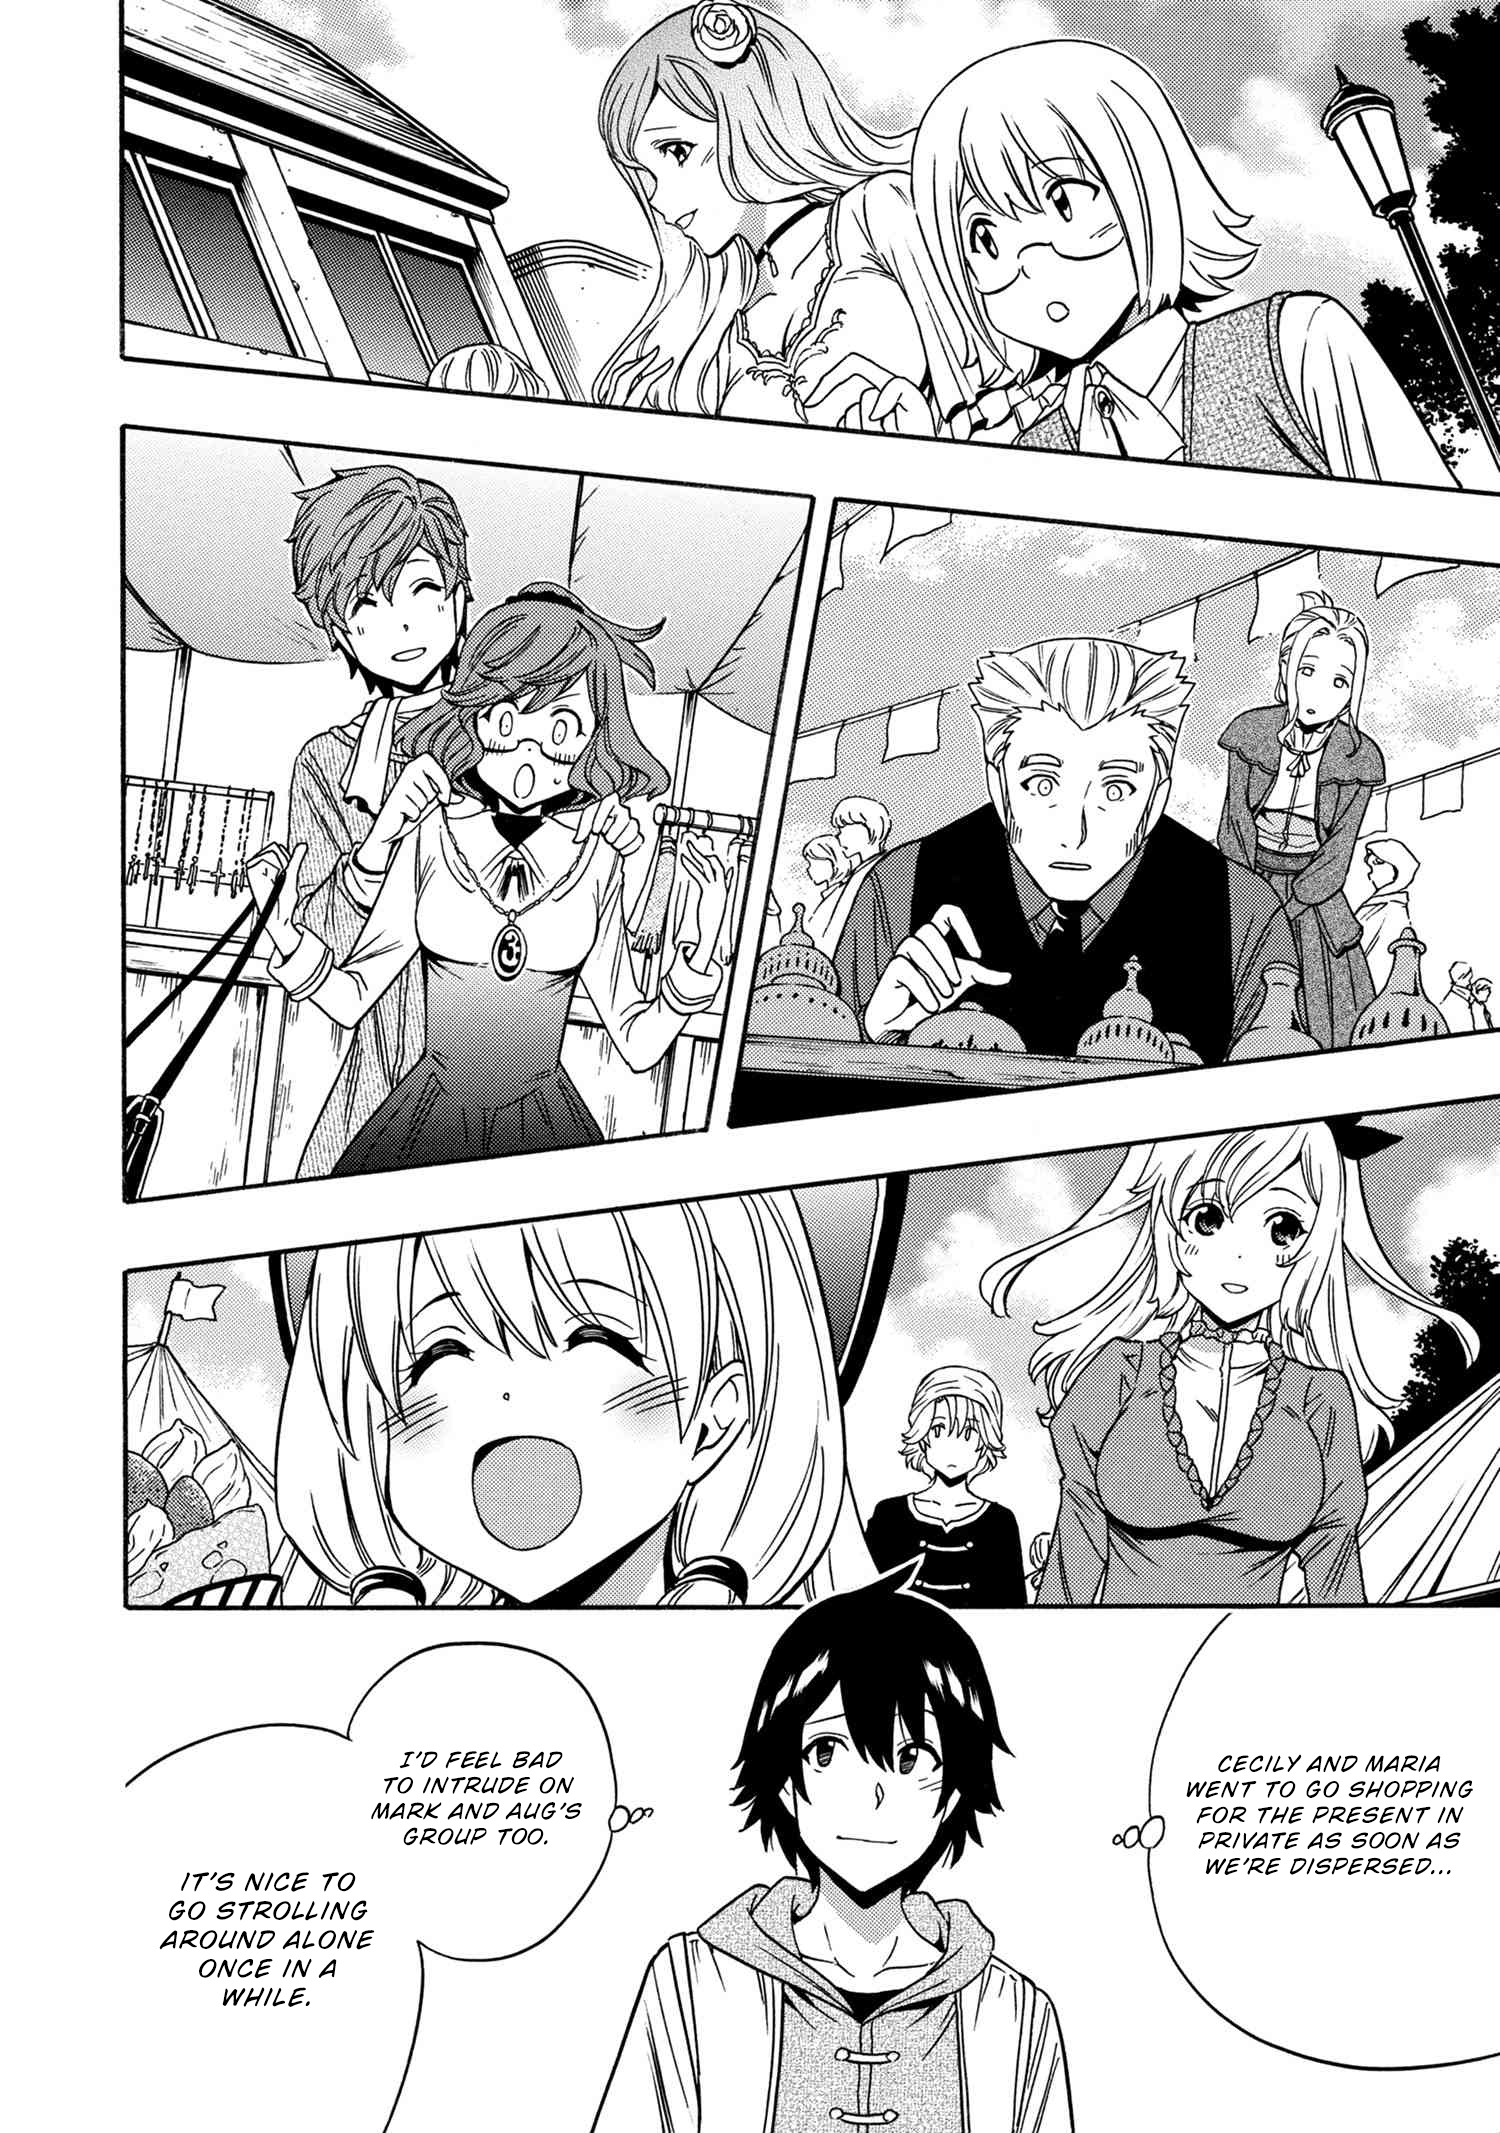 CECILY AND MARIA
WENT TO GO SHOPPING
FOR THE PRESENT IN
PRIVATE AS SOON AS
WE'RE DISPERSED...
I'D FEEL BAD
TO INTRUDE ON
MARK AND AUG'S
GROUP TOO.
IT'S NICE TO
GO STROLLING
AROUND ALONE
ONCE IN A
WHILE.